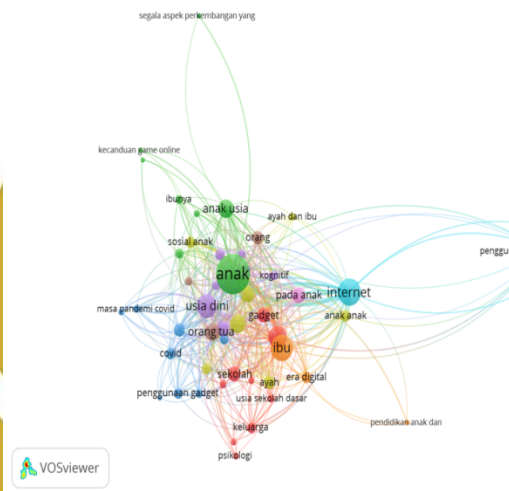 segala aspek perkembangan yang
kecanduan game online
ibunya
anak usia
ayah dan ibu
sosial anak
orang
anak
kognitif
usia dini
pada anak
internet
masa pandemi covid
gadget
anak anak
orang tua
covid
ibu
sekolah
ayah
era digital
penggunaan gadget
usia sekolah dasar
keluarga
pendidikan anak dan
psikologi
penggu
VOSviewer